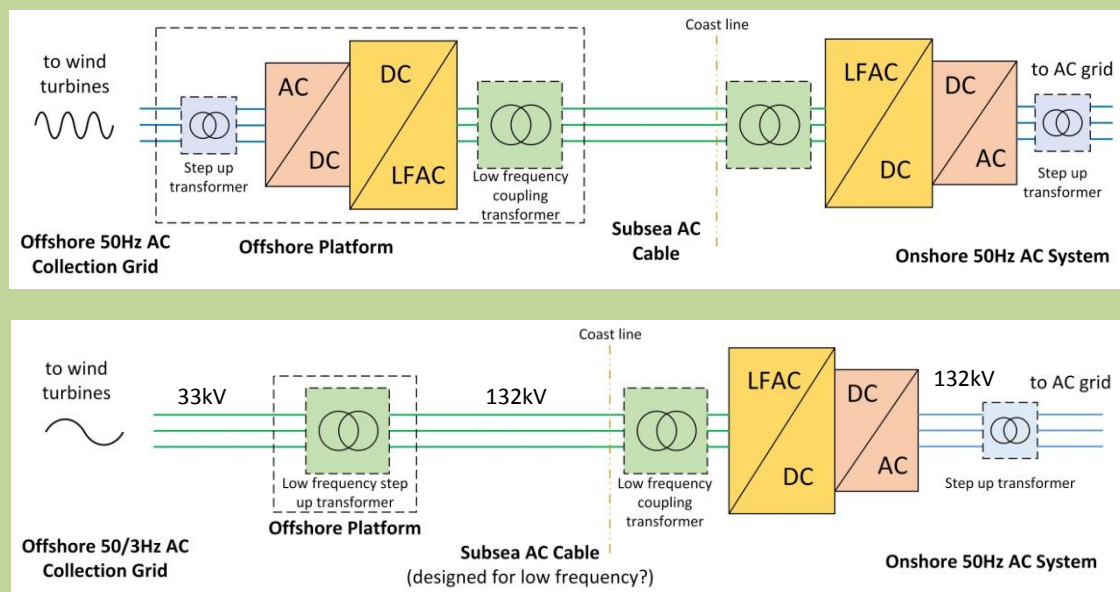 Coast line
to wind
turbines
AC
DC
DC
LFAC
LFAC
DC
DC
AC
to AC grid
Step up
transformer
Low frequency
coupling
transformer
Step up
transformer
Offshore 50Hz AC
Collection Grid
Offshore Platform
Subsea AC
Cable
Onshore 50Hz AC System
Coast line
to wind
turbines
33kV
132kV
LFAC
DC
DC
AC
132kV
to AC grid
Low frequency step
up transformer
Low frequency
coupling
transformer
Step up transformer
Offshore Platform
Offshore 50/3Hz AC
Collection Grid
Subsea AC Cable
(designed for low frequency?)
Onshore 50Hz AC System